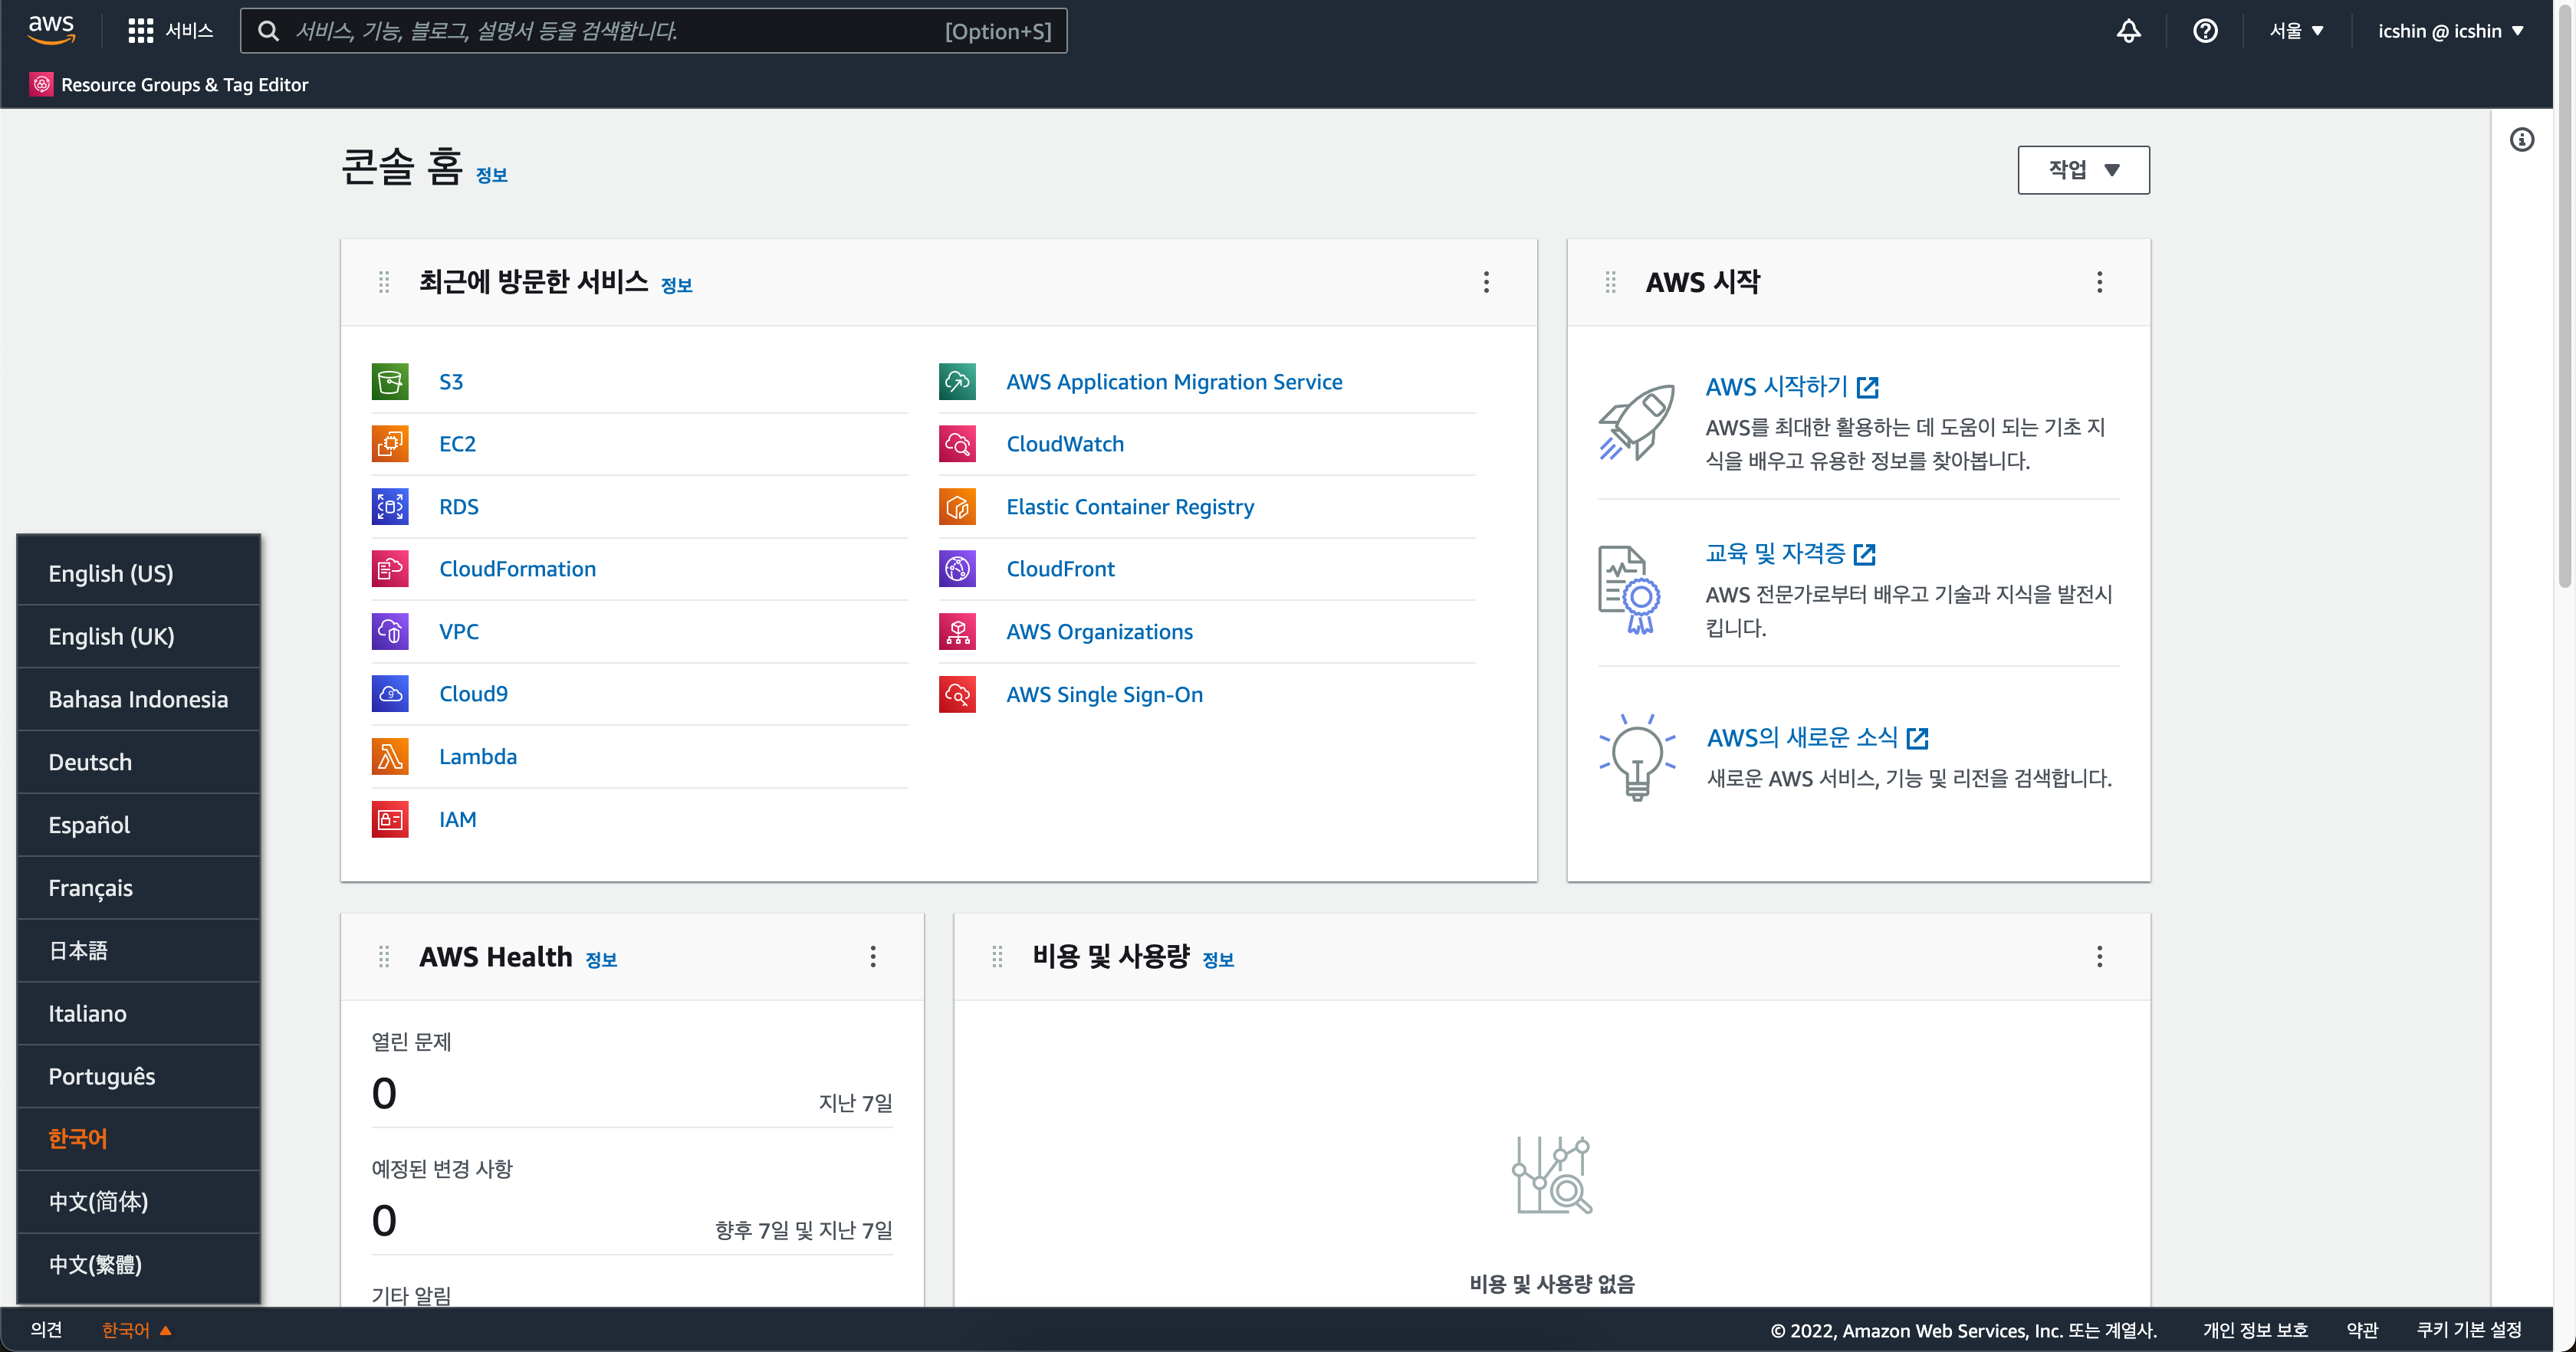 aws
서비스
서비스, 기능, 블로그, 설명서 등을 검색합니다.
[Option+S]
서울
icshin @ icshin
Resource Groups & Tag Editor
콘솔 홈 정보
작업
최근에 방문한 서비스 정보
S3
EC2
RDS
CloudFormation
VPC
Cloud9
Lambda
IAM
AWS Application Migration Service
CloudWatch
Elastic Container Registry
CloudFront
AWS Organizations
AWS Single Sign-On
AWS 시작
AWS 시작하기
AWS를 최대한 활용하는 데 도움이 되는 기초 지
식을 배우고 유용한 정보를 찾아봅니다.
교육 및 자격증
AWS 전문가로부터 배우고 기술과 지식을 발전시
킵니다.
AWS의 새로운 소식
새로운 AWS 서비스, 기능 및 리전을 검색합니다.
English (US)
English (UK)
Bahasa Indonesia
Deutsch
Español
Français
日本語
Italiano
Português
한국어
中文(简体)
中文(繁體)
AWS Health 정보
열린 문제
0
지난 7일
예정된 변경 사항
0
향후 7일 및 지난 7일
기타 알림
비용 및 사용량 정보
비용 및 사용량 없음
의견
한국어
© 2022, Amazon Web Services, Inc. 또는 계열사.
개인 정보 보호
약관
쿠키 기본 설정